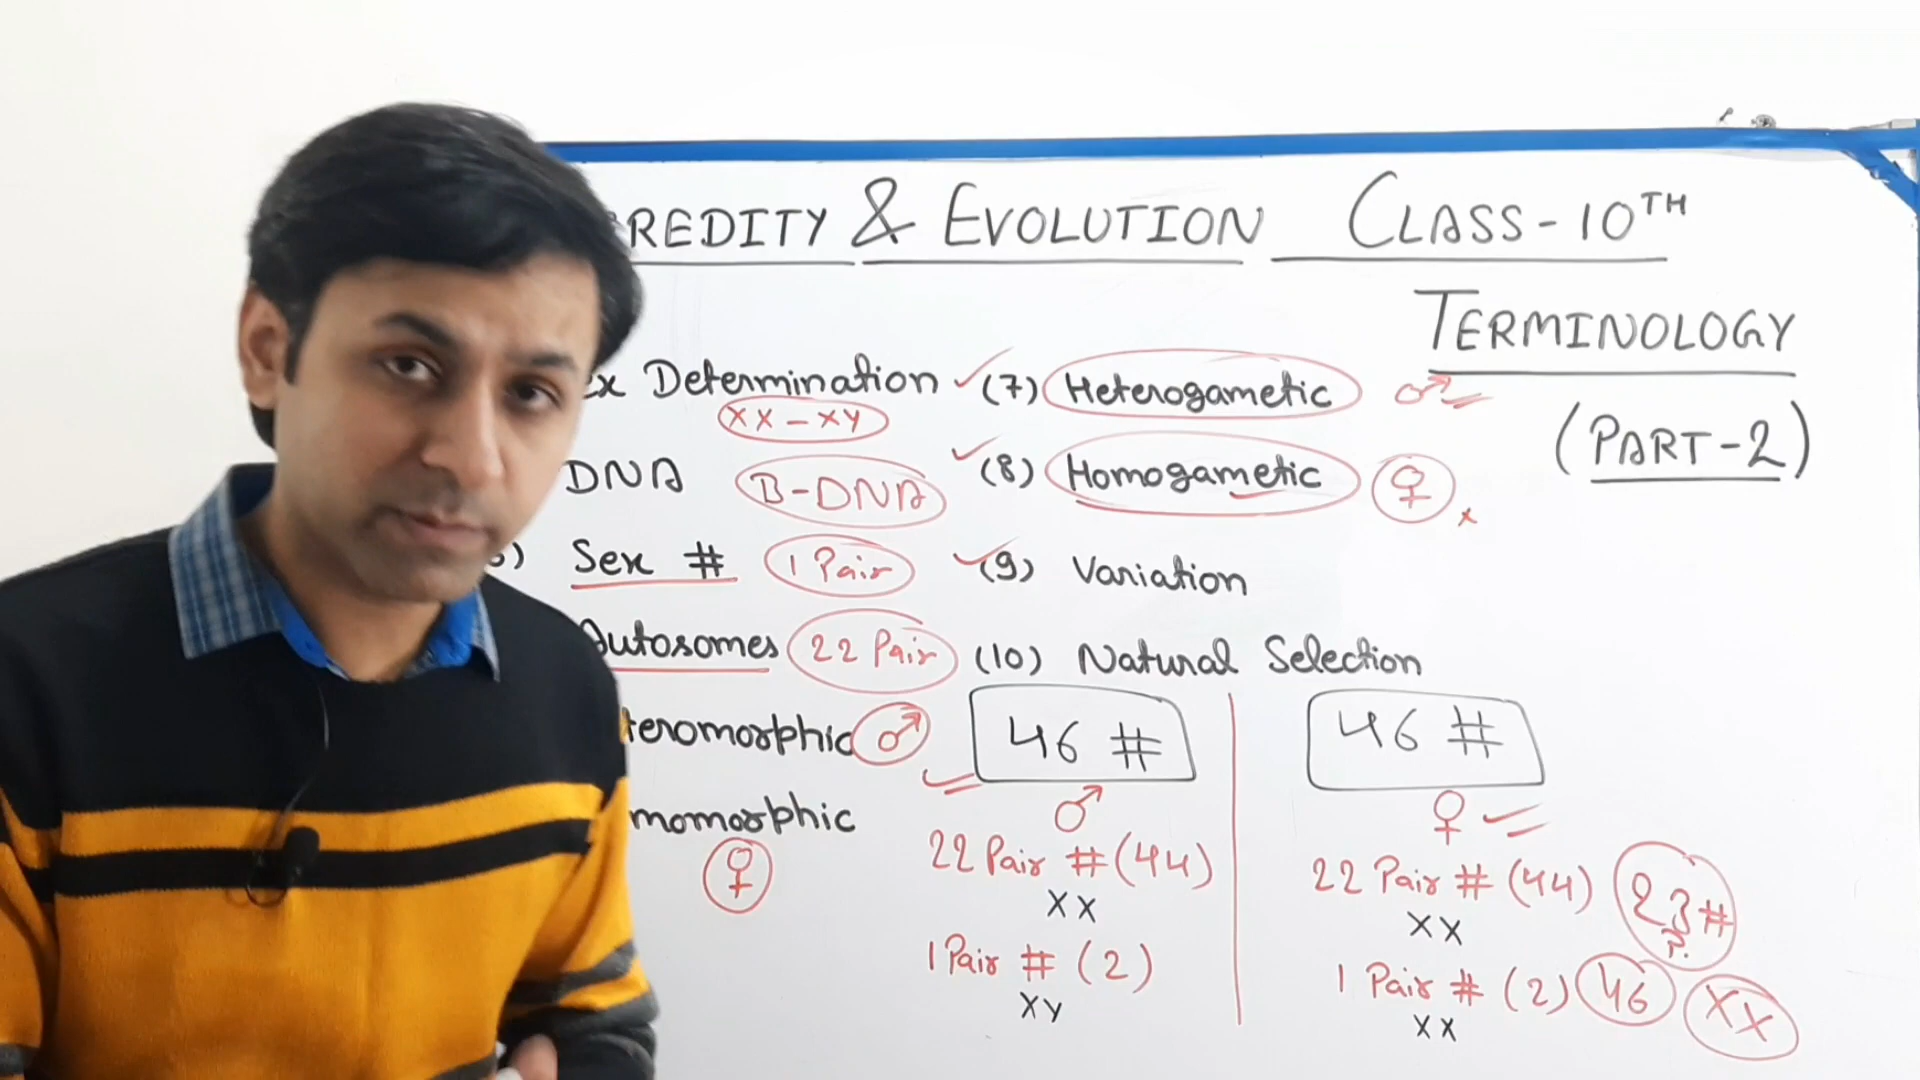 REDITY & EVOLUTION CLASS-10TH
TERMINOLOGY
(PART-2)
x Determination
XX-XY
DNA B-DNA
) Sex # 1 Pair
Autosomes 22 Pair
teromorphic ♂
momorphic
♀
(7) Heterogametic ♂
(8) Homogametic ♀ x
(9) Variation
(10) Natural Selection
46 #
♂
22 Pair # (44)
XX
1 Pair # (2)
XY
46 #
♀
22 Pair # (44) 23 #
P.
XX
1 Pair # (2) 46 XX
XX